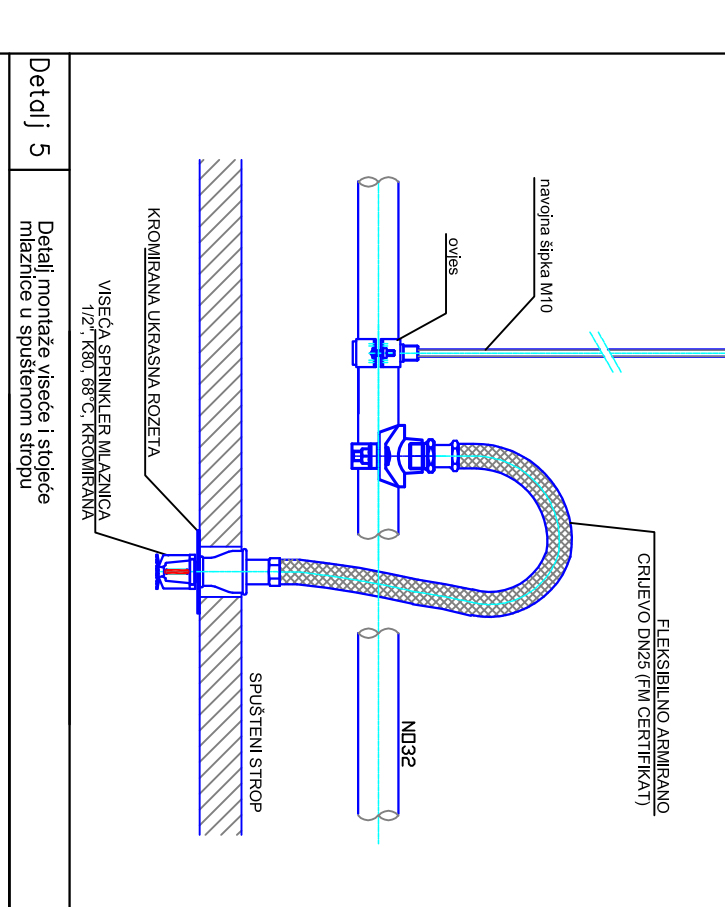 FLEKSIBILNO ARMIRANO
CRIJEVO DN25 (FM CERTIFIKAT)
navojna šipka M10
ovjes
NO32
SPUŠTENI STROP
KROMIRANA UKRASNA ROZETA
VISEĆA SPRINKLER MLAZNICA
1/2", K80, 68°C, KROMIRANA
Detalj 5
Detalj montaže viseće i stojeće
mlaznice u spuštenom stropu